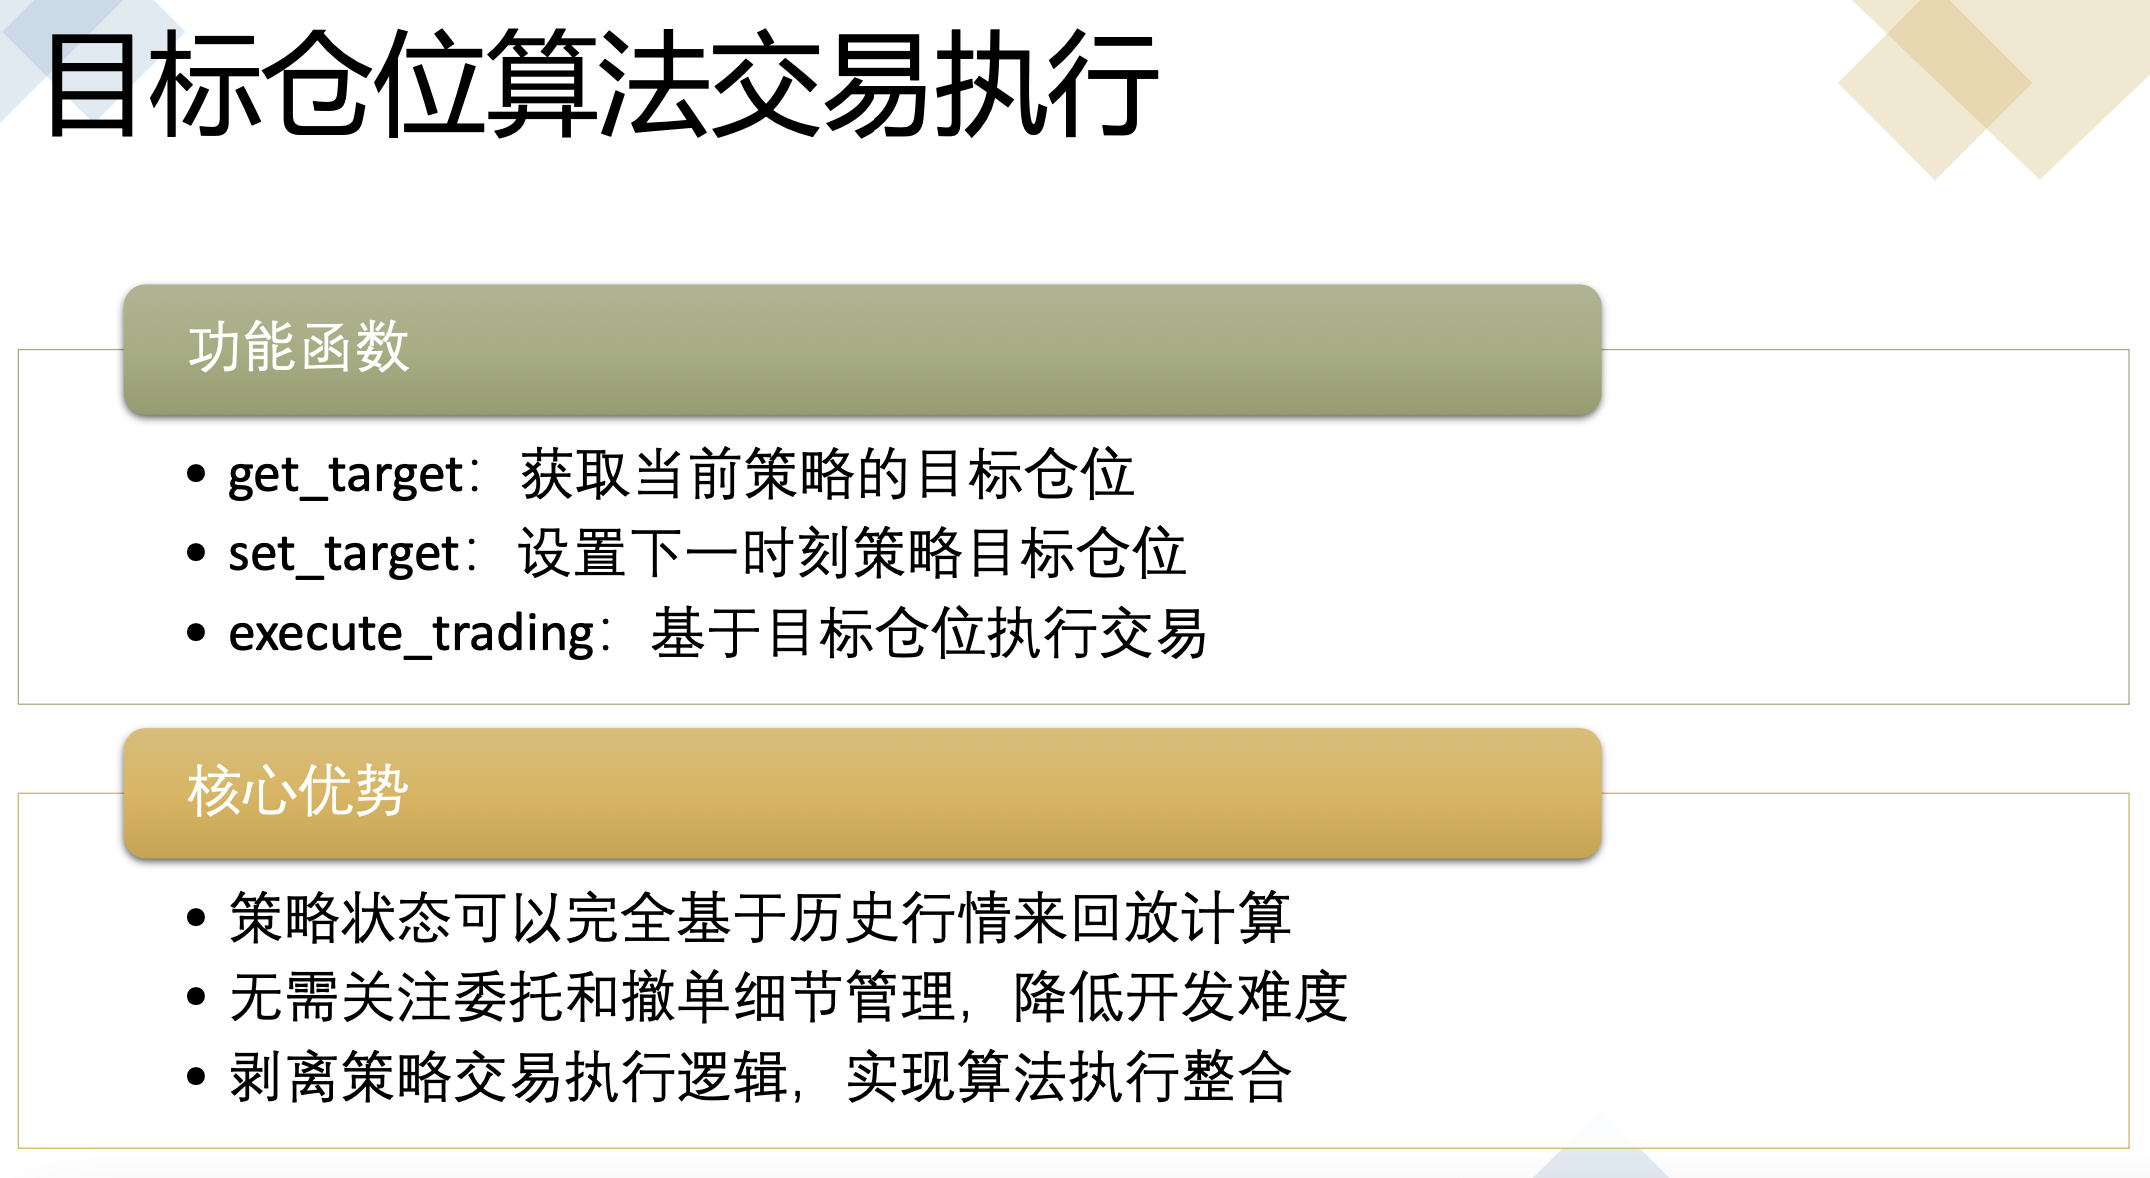 目标仓位算法交易执行
功能函数
• get_target：获取当前策略的目标仓位
• set_target：设置下一时刻策略目标仓位
• execute_trading：基于目标仓位执行交易
核心优势
• 策略状态可以完全基于历史行情来回放计算
• 无需关注委托和撤单细节管理，降低开发难度
• 剥离策略交易执行逻辑，实现算法执行整合